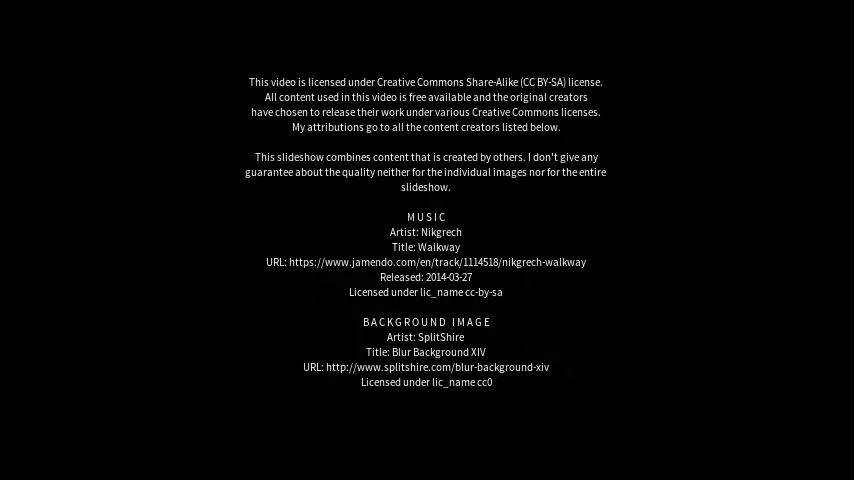 This video is licensed under Creative Commons Share-Alike (CC BY-SA) license.
All content used in this video is free available and the original creators
have chosen to release their work under various Creative Commons licenses.
My attributions go to all the content creators listed below.
This slideshow combines content that is created by others. I don't give any
guarantee about the quality neither for the individual images nor for the entire
slideshow.
MUSIC
Artist: Nikgrech
Title: Walkway
URL: https://www.jamendo.com/en/track/1114518/nikgrech-walkway
Released: 2014-03-27
Licensed under lic_name cc-by-sa
BACKGROUND IMAGE
Artist: SplitShire
Title: Blur Background XIV
URL: http://www.splitshire.com/blur-background-xiv
Licensed under lic_name cc0